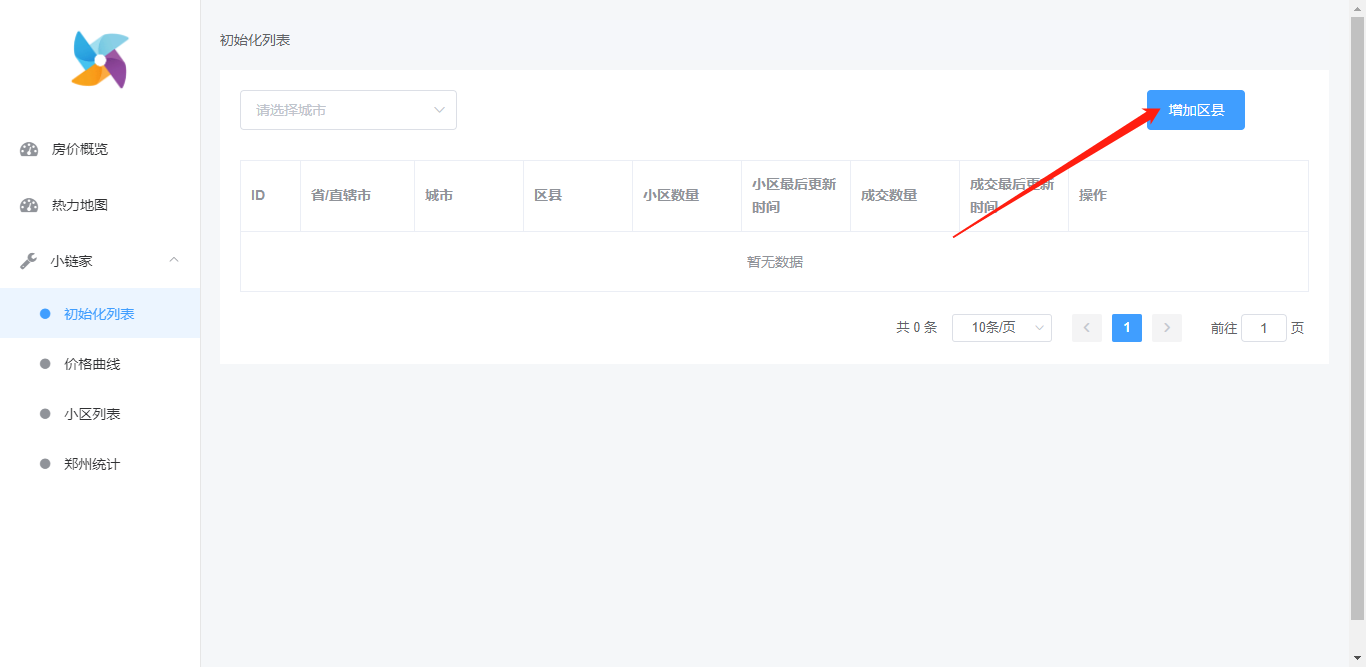 初始化列表
请选择城市
增加区县
房价概览
热力地图
小链家
初始化列表
价格曲线
小区列表
郑州统计
ID 省/直辖市 城市 区县 小区数量 小区最后更新时间 成交数量 成交最后更新时间 操作
暂无数据
共 0 条 10条/页 1 前往 1 页